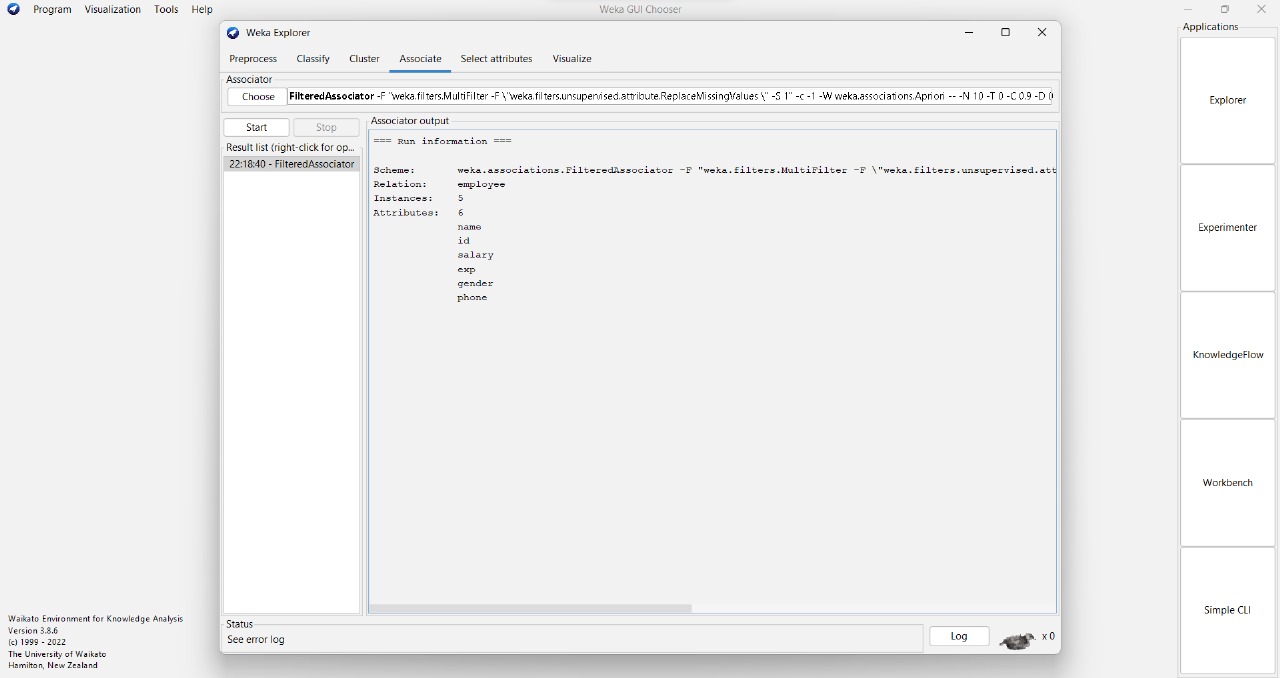 Program Visualization Tools Help
Weka GUI Chooser
Weka Explorer
Preprocess Classify Cluster Associate Select attributes Visualize
Associator
Choose FilteredAssociator -F "weka.filters.MultiFilter -F \"weka.filters.unsupervised.attribute.ReplaceMissingValues \" -S 1" -c -1 -W weka.associations.Apriori -- -N 10 -T 0 -C 0.9 -D 0
Start Stop
Result list (right-click for op...
22:18:40 - FilteredAssociator
Associator output
=== Run information ===
Scheme: weka.associations.FilteredAssociator -F "weka.filters.MultiFilter -F \"weka.filters.unsupervised.att
Relation: employee
Instances: 5
Attributes: 6
name
id
salary
exp
gender
phone
Status
See error log
Log
x 0
Applications
Explorer
Experimenter
KnowledgeFlow
Workbench
Simple CLI
Waikato Environment for Knowledge Analysis
Version 3.8.6
(c) 1999 - 2022
The University of Waikato
Hamilton, New Zealand